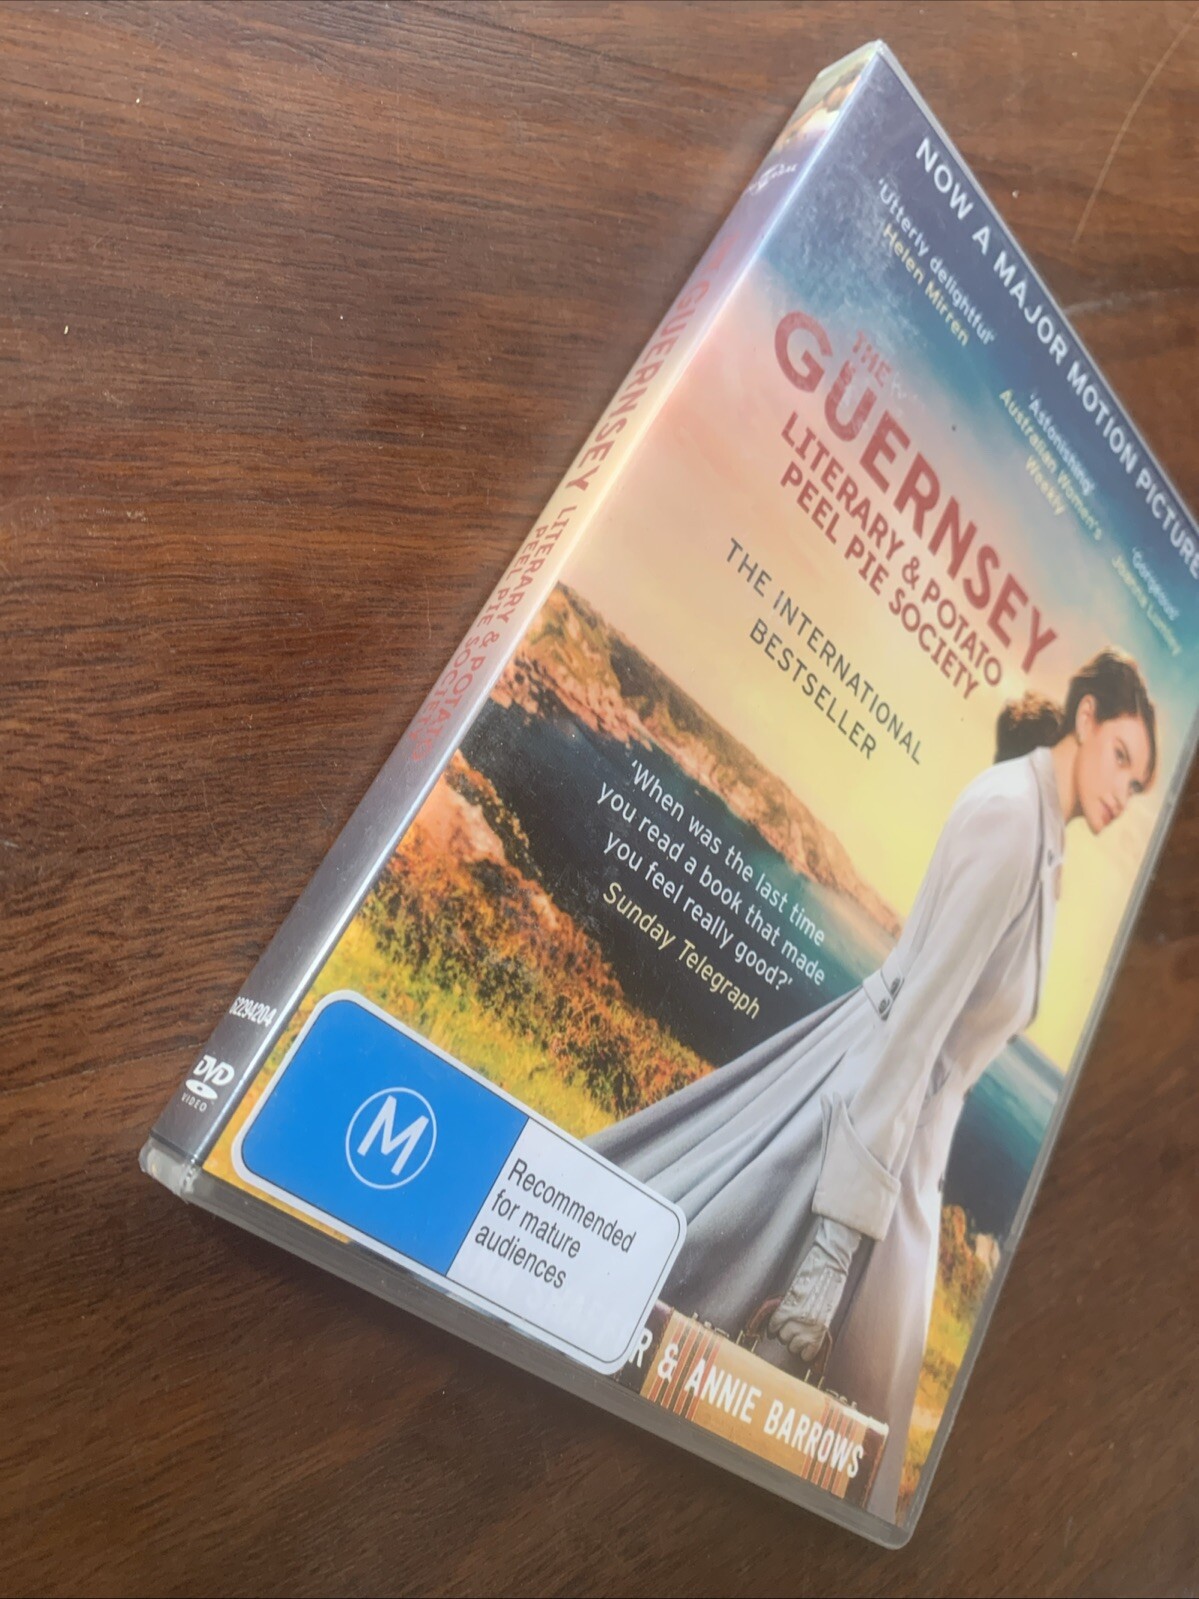 NOW A MAJOR MOTION PICTURE
'Utterly delightful'
Helen Mirren
'Astonishing'
Australian Women's
Weekly
'Gorgeous'
Joanna Lumley
THE
GUERNSEY
LITERARY & POTATO
PEEL PIE SOCIETY
THE INTERNATIONAL
BESTSELLER
'When was the last time
you read a book that made
you feel really good?'
Sunday Telegraph
M
Recommended
for mature
audiences
R & ANNIE BARROWS
GUERNSEY LITERARY & POTATO
PEEL PIE SOCIETY
62294204
DVD
VIDEO